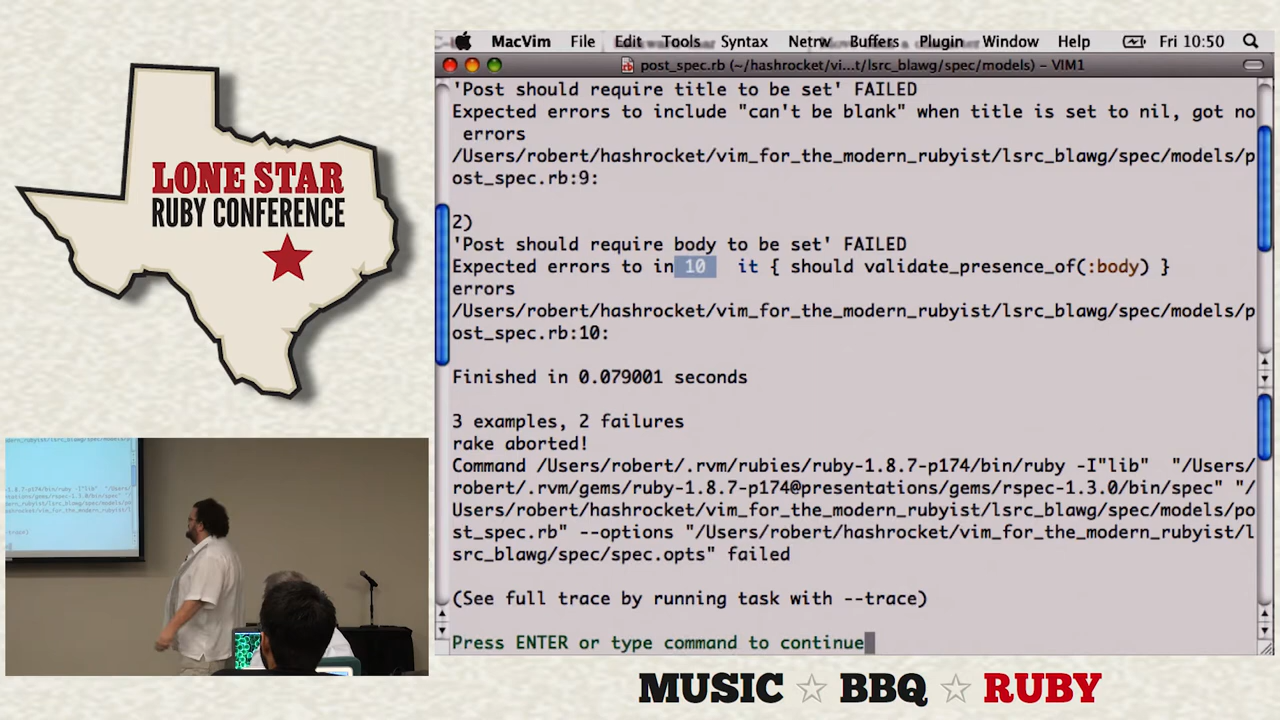 LONE STAR
RUBY CONFERENCE
MacVim File Edit Tools Syntax Netrw Buffers Plugin Window Help Fri 10:50
post_spec.rb (~/hashrocket/vi...t/lsrc_blawg/spec/models) – VIM1
'Post should require title to be set' FAILED
Expected errors to include "can't be blank" when title is set to nil, got no
errors
/Users/robert/hashrocket/vim_for_the_modern_rubyist/lsrc_blawg/spec/models/p
ost_spec.rb:9:
2)
'Post should require body to be set' FAILED
Expected errors to in 10 it { should validate_presence_of(:body) }
errors
/Users/robert/hashrocket/vim_for_the_modern_rubyist/lsrc_blawg/spec/models/p
ost_spec.rb:10:
Finished in 0.079001 seconds
3 examples, 2 failures
rake aborted!
Command /Users/robert/.rvm/rubies/ruby-1.8.7-p174/bin/ruby -I"lib" "/Users/
robert/.rvm/gems/ruby-1.8.7-p174@presentations/gems/rspec-1.3.0/bin/spec" "/
Users/robert/hashrocket/vim_for_the_modern_rubyist/lsrc_blawg/spec/models/po
st_spec.rb" --options "/Users/robert/hashrocket/vim_for_the_modern_rubyist/l
src_blawg/spec/spec.opts" failed
(See full trace by running task with --trace)
Press ENTER or type command to continue
MUSIC ☆ BBQ ☆ RUBY